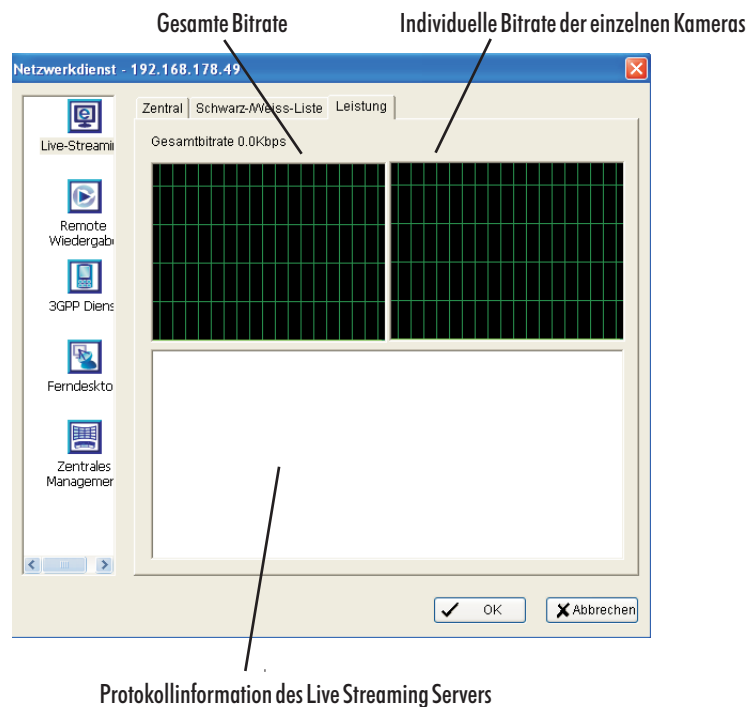 Gesamte Bitrate
Individuelle Bitrate der einzelnen Kameras
Netzwerkdienst - 192.168.178.49
Zentral
Schwarz-/Weiss-Liste
Leistung
Gesamtbitrate 0.0Kbps
Live-Streami
Remote
Wiedergab
3GPP Diens
Ferndeskto
Zentrales
Managemer
OK
Abbrechen
Protokollinformation des Live Streaming Servers